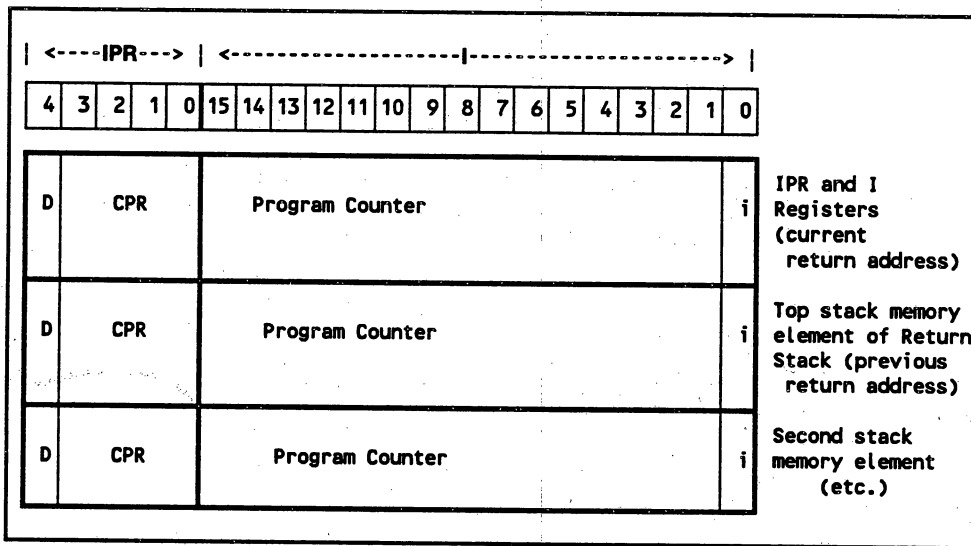 | <----IPR---> | <---------------------I-----------------------> |
4 3 2 1 0 15 14 13 12 11 10 9 8 7 6 5 4 3 2 1 0
D CPR Program Counter i
IPR and I
Registers
(current
return address)
D CPR Program Counter i
Top stack memory
element of Return
Stack (previous
return address)
D CPR Program Counter i
Second stack
memory element
(etc.)